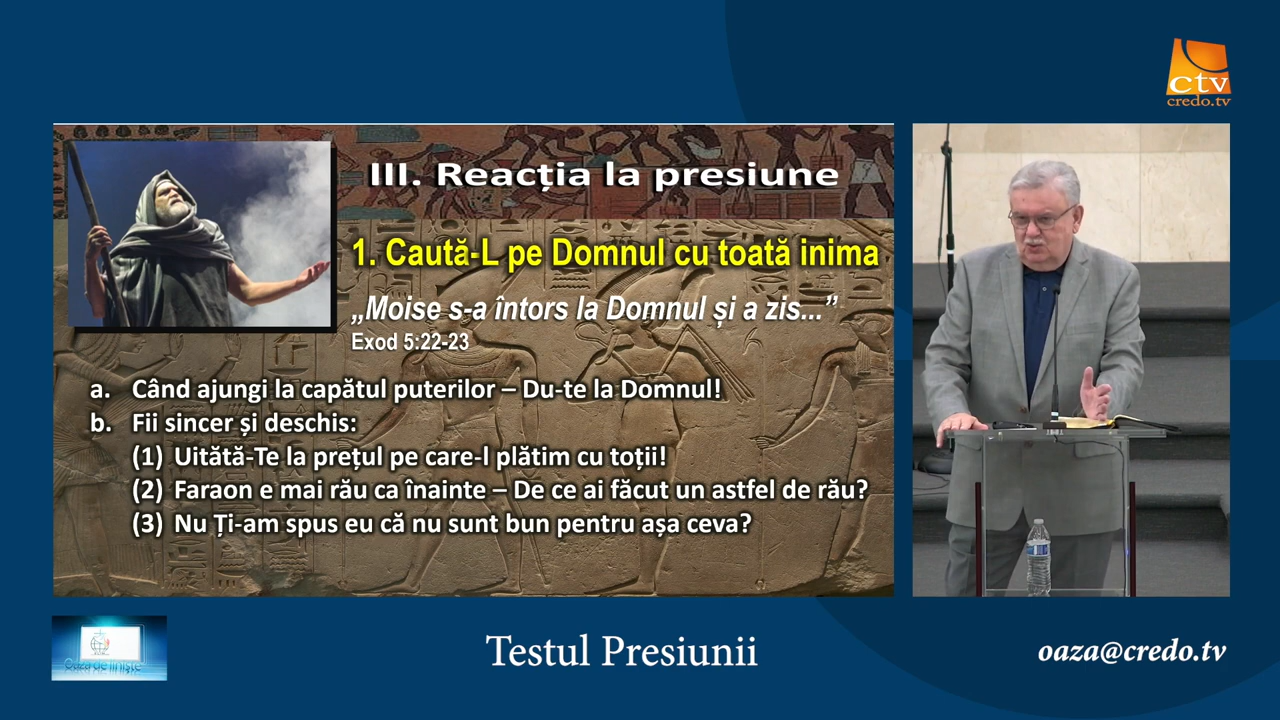 ctv
credo.tv
III. Reacția la presiune
1. Caută-L pe Domnul cu toată inima
„Moise s-a întors la Domnul și a zis...”
Exod 5:22-23
a. Când ajungi la capătul puterilor – Du-te la Domnul!
b. Fii sincer și deschis:
(1) Uitătă-Te la prețul pe care-l plătim cu toții!
(2) Faraon e mai rău ca înainte – De ce ai făcut un astfel de rău?
(3) Nu Ți-am spus eu că nu sunt bun pentru așa ceva?
Oaza de liniște
Testul Presiunii
oaza@credo.tv